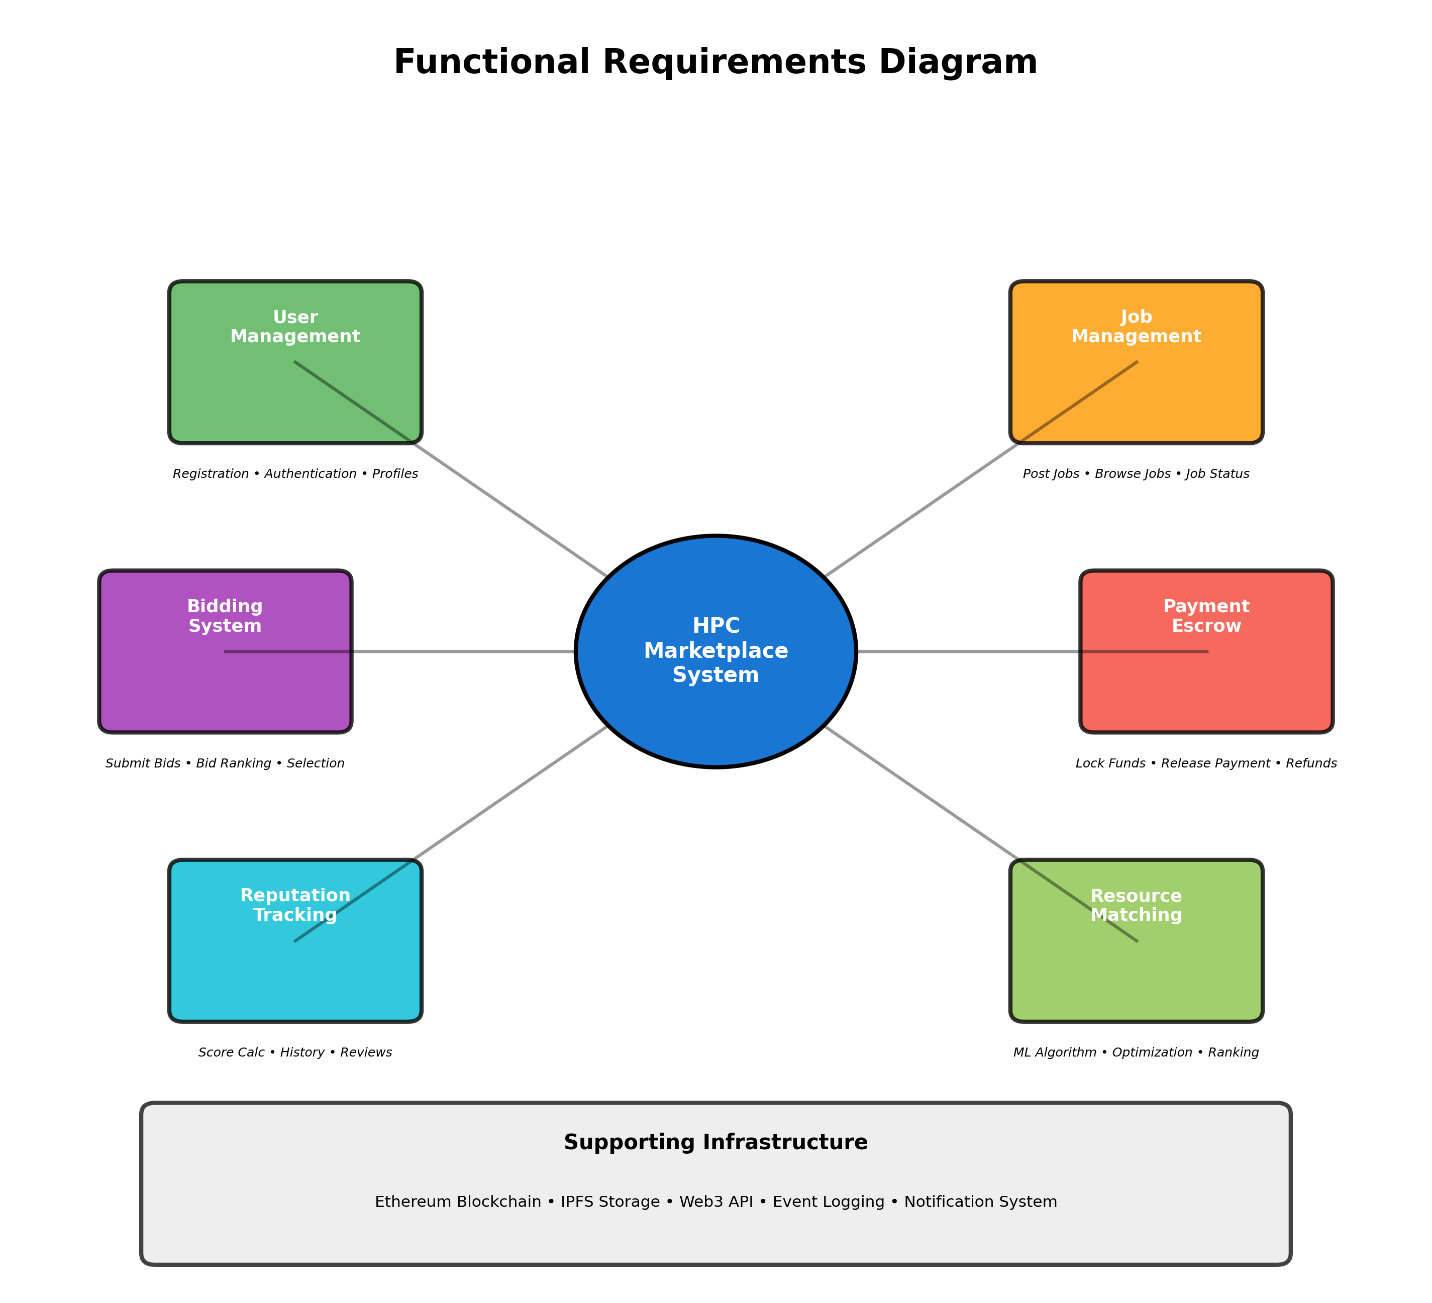 Functional Requirements Diagram
User
Management
Registration • Authentication • Profiles
Job
Management
Post Jobs • Browse Jobs • Job Status
Bidding
System
Submit Bids • Bid Ranking • Selection
HPC
Marketplace
System
Payment
Escrow
Lock Funds • Release Payment • Refunds
Reputation
Tracking
Score Calc • History • Reviews
Resource
Matching
ML Algorithm • Optimization • Ranking
Supporting Infrastructure
Ethereum Blockchain • IPFS Storage • Web3 API • Event Logging • Notification System